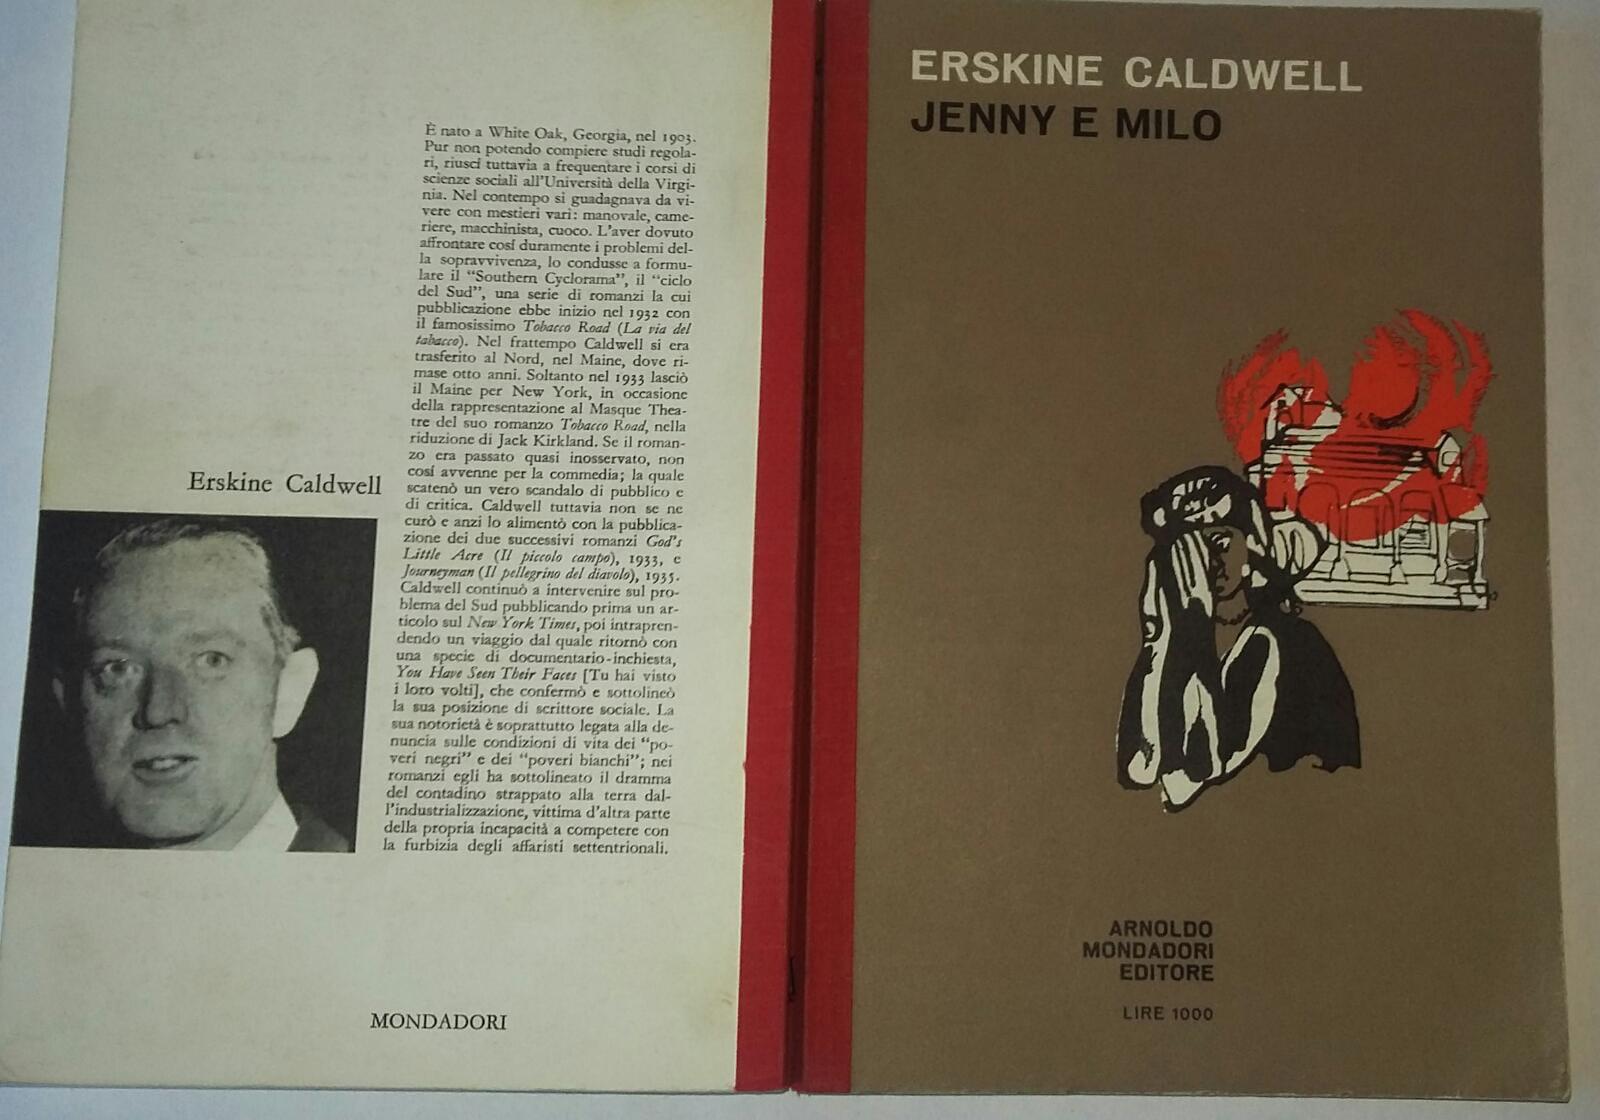 Erskine Caldwell
È nato a White Oak, Georgia, nel 1903.
Pur non potendo compiere studi regola-
ri, riuscí tuttavia a frequentare i corsi di
scienze sociali all'Università della Virgi-
nia. Nel contempo si guadagnava da vi-
vere con mestieri vari: manovale, came-
riere, macchinista, cuoco. L'aver dovuto
affrontare cosí duramente i problemi del-
la sopravvivenza, lo condusse a formu-
lare il "Southern Cyclorama", il "ciclo
del Sud", una serie di romanzi la cui
pubblicazione ebbe inizio nel 1932 con
il famosissimo Tobacco Road (La via del
tabacco). Nel frattempo Caldwell si era
trasferito al Nord, nel Maine, dove ri-
mase otto anni. Soltanto nel 1933 lasciò
il Maine per New York, in occasione
della rappresentazione al Masque Thea-
tre del suo romanzo Tobacco Road, nella
riduzione di Jack Kirkland. Se il roman-
zo era passato quasi inosservato, non
cosí avvenne per la commedia; la quale
scatenò un vero scandalo di pubblico e
di critica. Caldwell tuttavia non se ne
curò e anzi lo alimentò con la pubblica-
zione dei due successivi romanzi God's
Little Acre (Il piccolo campo), 1933, e
Journeyman (Il pellegrino del diavolo), 1935.
Caldwell continuò a intervenire sul pro-
blema del Sud pubblicando prima un ar-
ticolo sul New York Times, poi intrapren-
dendo un viaggio dal quale ritornò con
una specie di documentario-inchiesta,
You Have Seen Their Faces [Tu hai visto
i loro volti], che confermò e sottolineò
la sua posizione di scrittore sociale. La
sua notorietà è soprattutto legata alla de-
nuncia sulle condizioni di vita dei "po-
veri negri" e dei "poveri bianchi"; nei
romanzi egli ha sottolineato il dramma
del contadino strappato alla terra dal-
l'industrializzazione, vittima d'altra parte
della propria incapacità a competere con
la furbizia degli affaristi settentrionali.
MONDADORI
ERSKINE CALDWELL
JENNY E MILO
ARNOLDO
MONDADORI
EDITORE
LIRE 1000